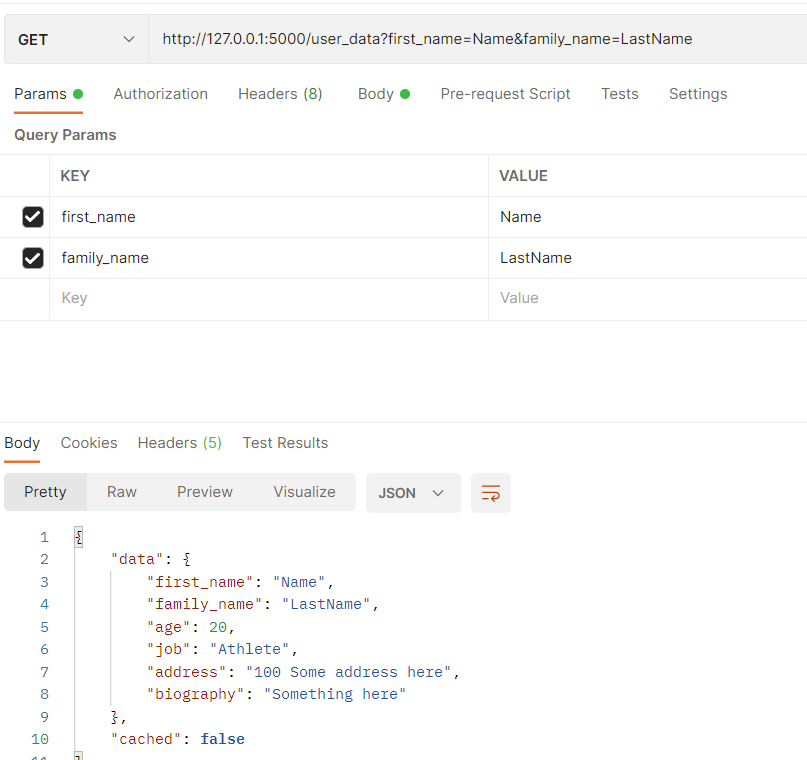 GET http://127.0.0.1:5000/user_data?first_name=Name&family_name=LastName
Params Authorization Headers (8) Body Pre-request Script Tests Settings
Query Params
KEY VALUE
first_name Name
family_name LastName
Key Value
Body Cookies Headers (5) Test Results
Pretty Raw Preview Visualize JSON
1 {
2 "data": {
3 "first_name": "Name",
4 "family_name": "LastName",
5 "age": 20,
6 "job": "Athlete",
7 "address": "100 Some address here",
8 "biography": "Something here"
9 },
10 "cached": false